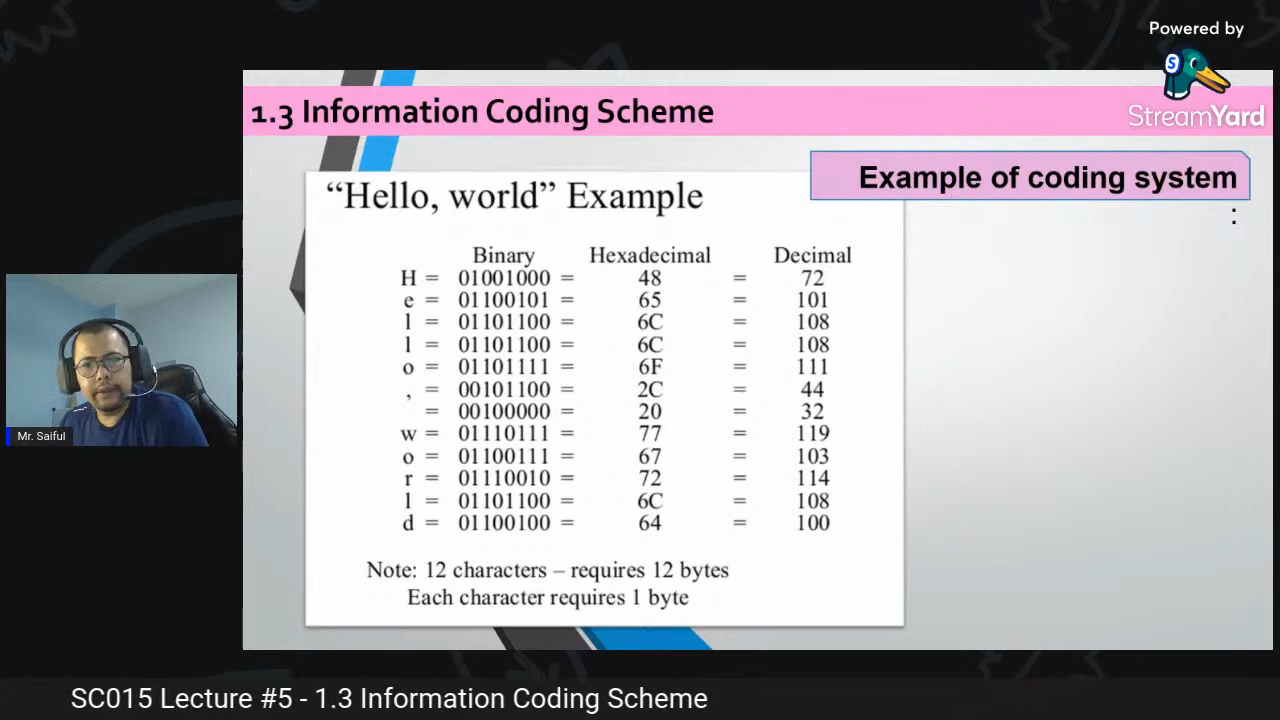 Powered by
StreamYard
1.3 Information Coding Scheme
Example of coding system
:
“Hello, world” Example
Binary Hexadecimal Decimal
H = 01001000 = 48 = 72
e = 01100101 = 65 = 101
l = 01101100 = 6C = 108
l = 01101100 = 6C = 108
o = 01101111 = 6F = 111
, = 00101100 = 2C = 44
= 00100000 = 20 = 32
w = 01110111 = 77 = 119
o = 01100111 = 67 = 103
r = 01110010 = 72 = 114
l = 01101100 = 6C = 108
d = 01100100 = 64 = 100
Note: 12 characters – requires 12 bytes
Each character requires 1 byte
Mr. Saiful
SC015 Lecture #5 - 1.3 Information Coding Scheme